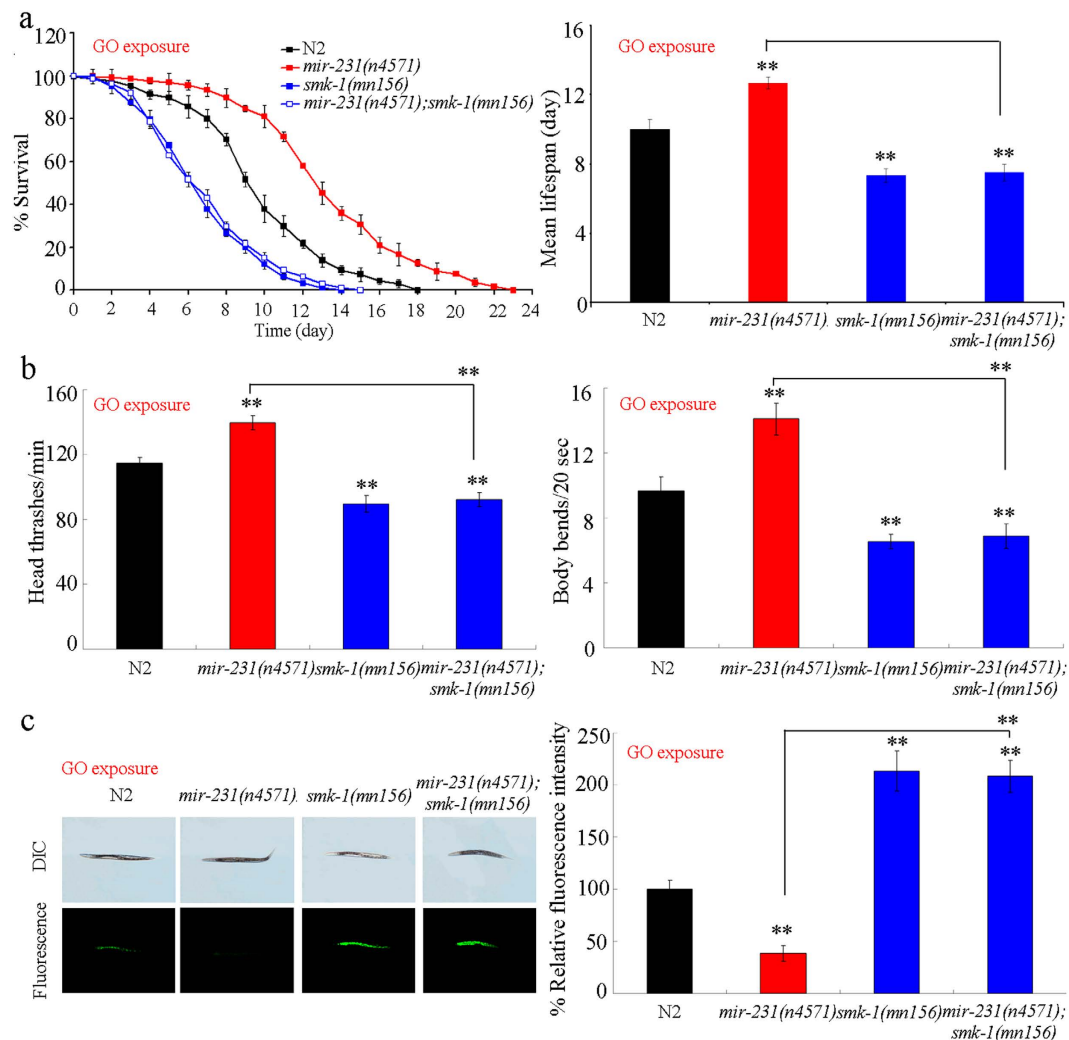 a
120
100
80
60
40
20
0
% Survival
GO exposure
N2
mir-231(n4571)
smk-1(mn156)
mir-231(n4571);smk-1(mn156)
0 2 4 6 8 10 12 14 16 18 20 22 24
Time (day)
16
12
8
4
0
Mean lifespan (day)
GO exposure
**
**
**
N2
mir-231(n4571)
smk-1(mn156)
mir-231(n4571);
smk-1(mn156)
b
160
120
80
40
0
Head thrashes/min
GO exposure
**
**
**
**
N2
mir-231(n4571)
smk-1(mn156)
mir-231(n4571);
smk-1(mn156)
16
12
8
4
0
Body bends/20 sec
GO exposure
**
**
**
**
N2
mir-231(n4571)
smk-1(mn156)
mir-231(n4571);
smk-1(mn156)
c
GO exposure
N2
mir-231(n4571).
smk-1(mn156)
mir-231(n4571);
smk-1(mn156)
DIC
Fluorescence
250
200
150
100
50
0
% Relative fluorescence intensity
GO exposure
**
**
**
**
N2
mir-231(n4571)
smk-1(mn156)
mir-231(n4571);
smk-1(mn156)